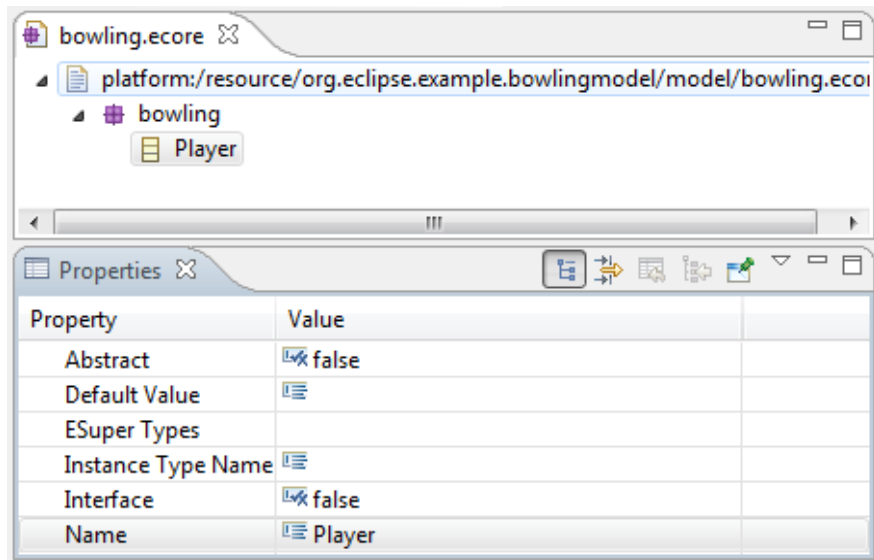 bowling.ecore
platform:/resource/org.eclipse.example.bowlingmodel/model/bowling.ecor
bowling
Player
Properties
Property Value
Abstract false
Default Value
ESuper Types
Instance Type Name
Interface false
Name Player